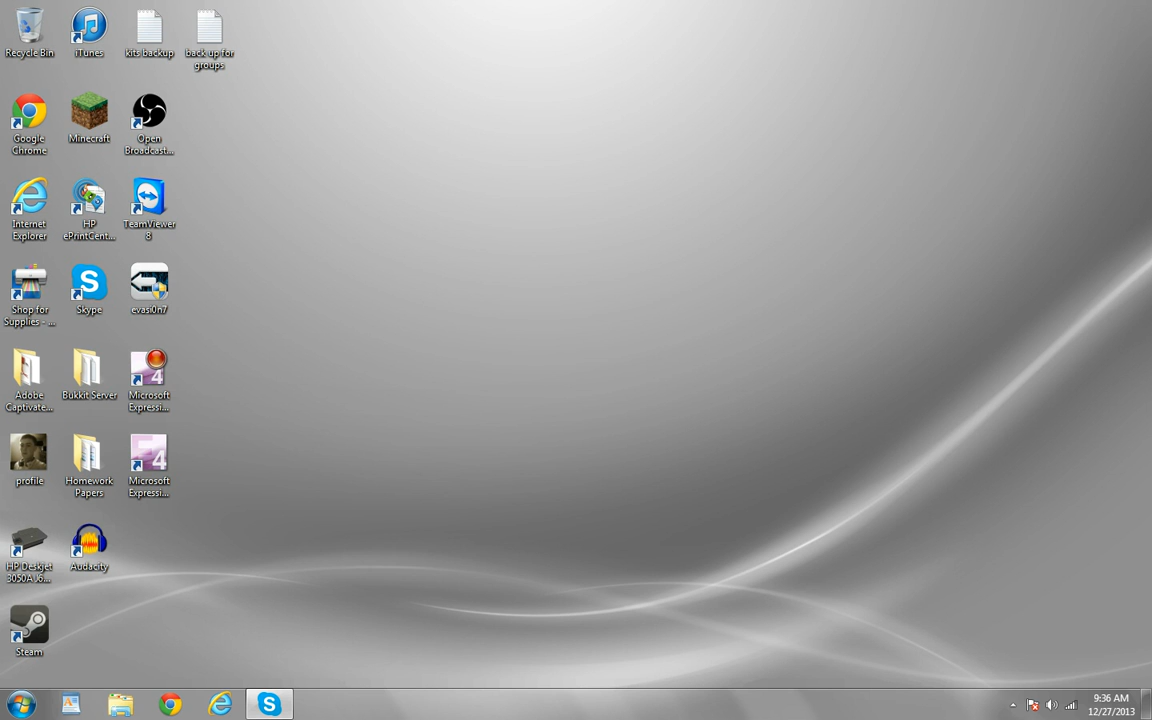 Recycle Bin
iTunes
kits backup
back up for
groups
Google
Chrome
Minecraft
Open
Broadcast...
Internet
Explorer
HP
ePrintCent...
TeamViewer
8
Shop for
Supplies - ...
Skype
evasi0n7
Adobe
Captivate...
Bukkit Server
Microsoft
Expressi...
profile
Homework
Papers
Microsoft
Expressi...
HP Deskjet
3050A J6...
Audacity
Steam
9:36 AM
12/27/2013